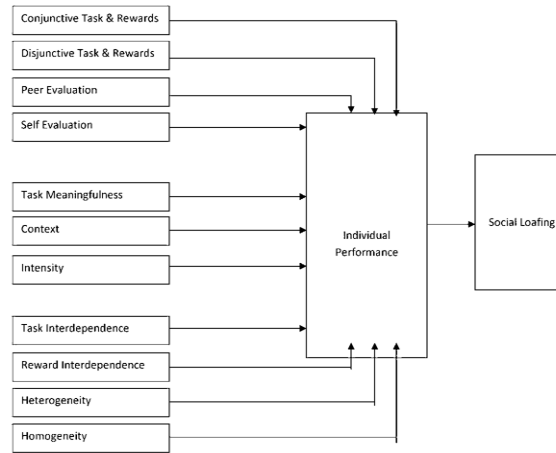 Conjunctive Task & Rewards
Disjunctive Task & Rewards
Peer Evaluation
Self Evaluation
Task Meaningfulness
Context
Intensity
Task Interdependence
Reward Interdependence
Heterogeneity
Homogeneity
Individual
Performance
Social Loafing